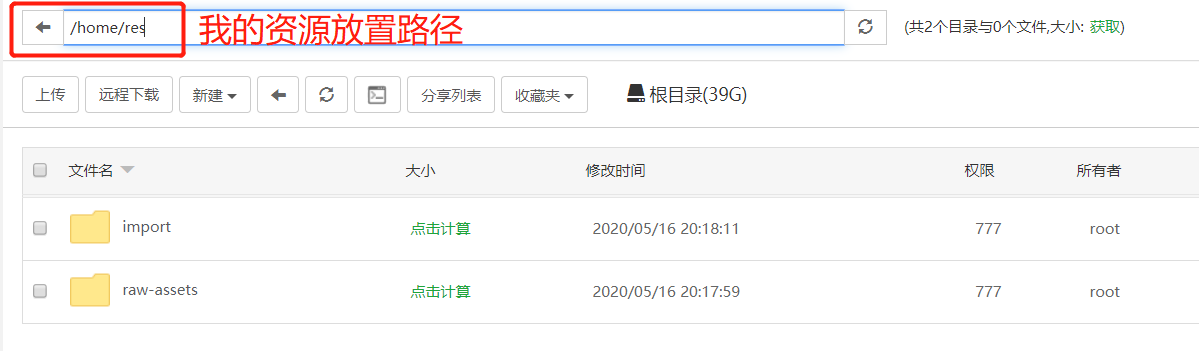 /home/res 我的资源放置路径 (共2个目录与0个文件,大小: 获取)
上传 远程下载 新建 分享列表 收藏夹 根目录(39G)
文件名 大小 修改时间 权限 所有者
import 点击计算 2020/05/16 20:18:11 777 root
raw-assets 点击计算 2020/05/16 20:17:59 777 root